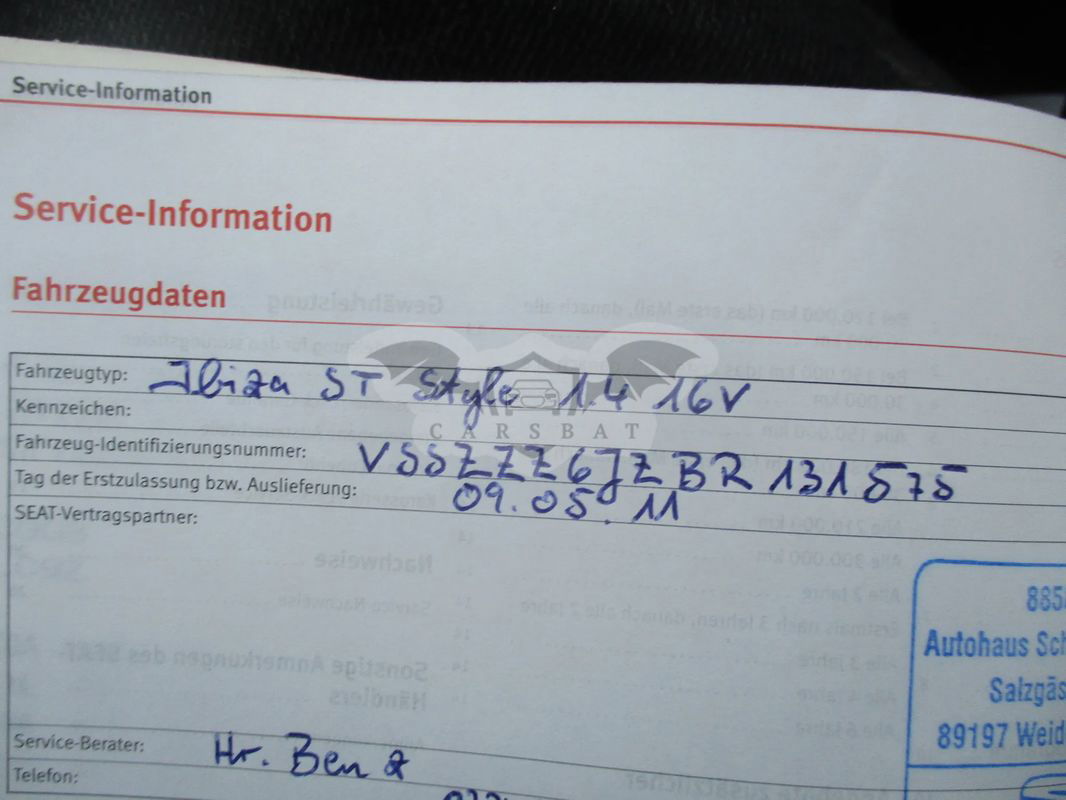 Service-Information
Service-Information
Fahrzeugdaten
Fahrzeugtyp: Ibiza ST Style 1.4 16V
Kennzeichen:
CARSBAT
Fahrzeug-Identifizierungsnummer: VSSZZZ6JZBR131575
Tag der Erstzulassung bzw. Auslieferung: 09.05.11
SEAT-Vertragspartner:
885
Autohaus Sch
Salzgäs
89197 Weid
Service-Berater: Hr. Benz
Telefon: